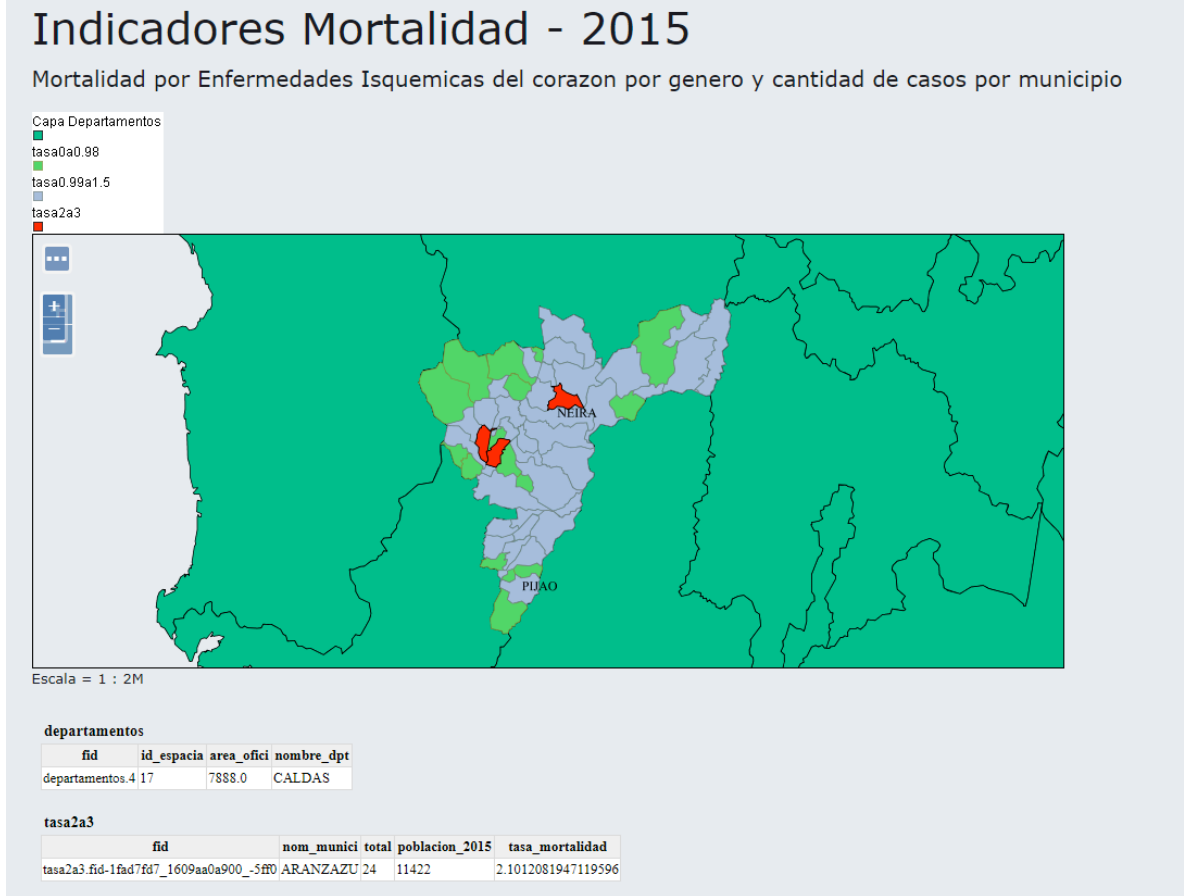 Indicadores Mortalidad - 2015
Mortalidad por Enfermedades Isquemicas del corazon por genero y cantidad de casos por municipio
Capa Departamentos
tasa0a0.98
tasa0.99a1.5
tasa2a3
+
−
NEIRA
PIJAO
Escala = 1 : 2M
departamentos
fid id_espacia area_ofici nombre_dpt
departamentos.4 17 7888.0 CALDAS
tasa2a3
fid nom_munici total poblacion_2015 tasa_mortalidad
tasa2a3.fid-1fad7fd7_1609aa0a900_-5ff0 ARANZAZU 24 11422 2.1012081947119596